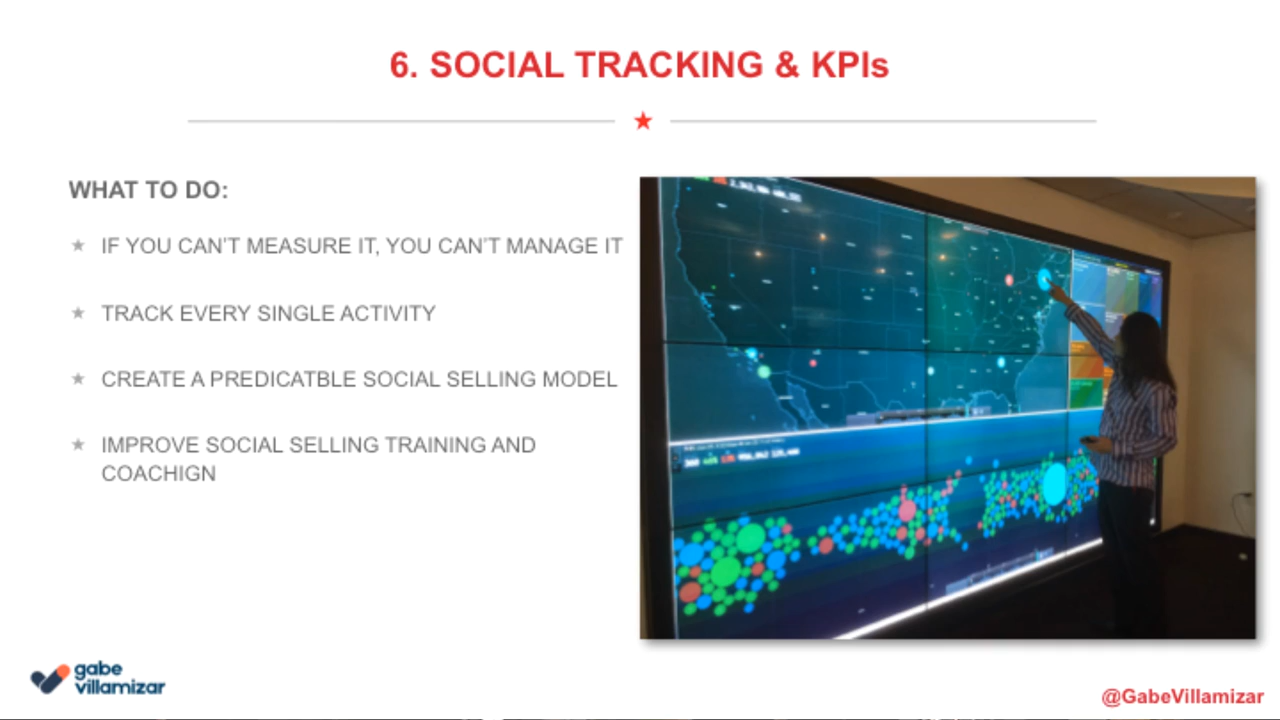 6. SOCIAL TRACKING & KPIs
WHAT TO DO:
IF YOU CAN'T MEASURE IT, YOU CAN'T MANAGE IT
TRACK EVERY SINGLE ACTIVITY
CREATE A PREDICATBLE SOCIAL SELLING MODEL
IMPROVE SOCIAL SELLING TRAINING AND
COACHIGN
gabe
villamizar
@GabeVillamizar